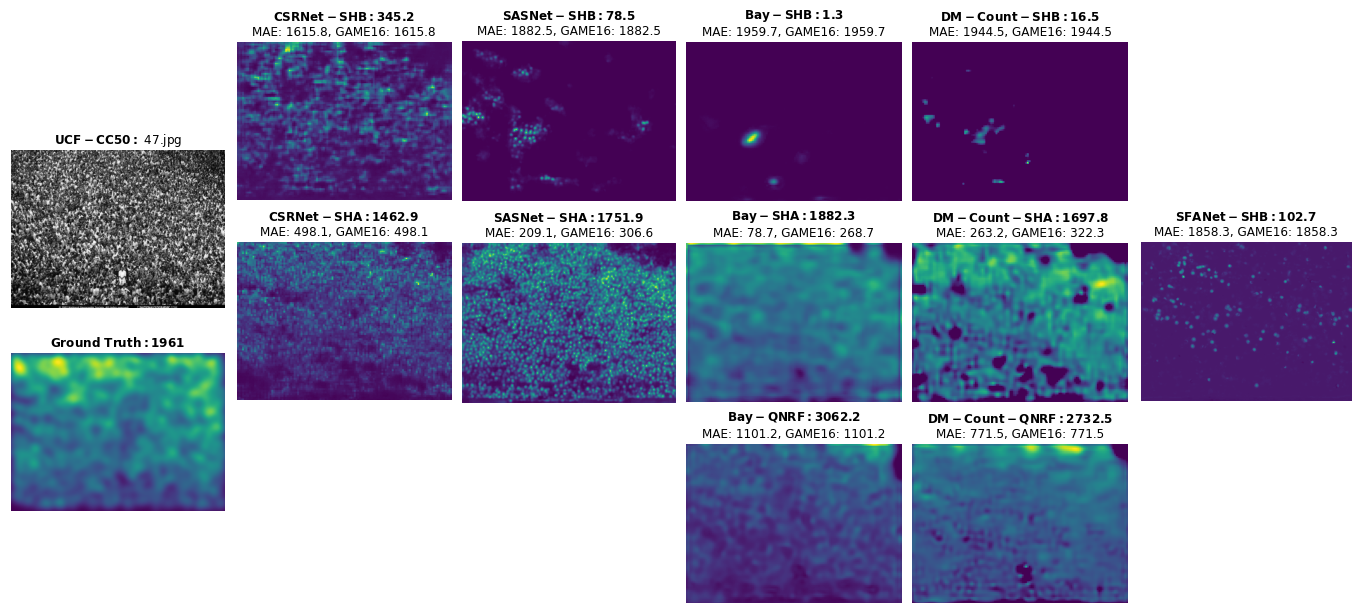 CSRNet−SHB: 345.2
MAE: 1615.8, GAME16: 1615.8
SASNet−SHB: 78.5
MAE: 1882.5, GAME16: 1882.5
Bay−SHB: 1.3
MAE: 1959.7, GAME16: 1959.7
DM−Count−SHB: 16.5
MAE: 1944.5, GAME16: 1944.5
UCF−CC50: 47.jpg
CSRNet−SHA: 1462.9
MAE: 498.1, GAME16: 498.1
SASNet−SHA: 1751.9
MAE: 209.1, GAME16: 306.6
Bay−SHA: 1882.3
MAE: 78.7, GAME16: 268.7
DM−Count−SHA: 1697.8
MAE: 263.2, GAME16: 322.3
SFANet−SHB: 102.7
MAE: 1858.3, GAME16: 1858.3
Ground Truth: 1961
Bay−QNRF: 3062.2
MAE: 1101.2, GAME16: 1101.2
DM−Count−QNRF: 2732.5
MAE: 771.5, GAME16: 771.5